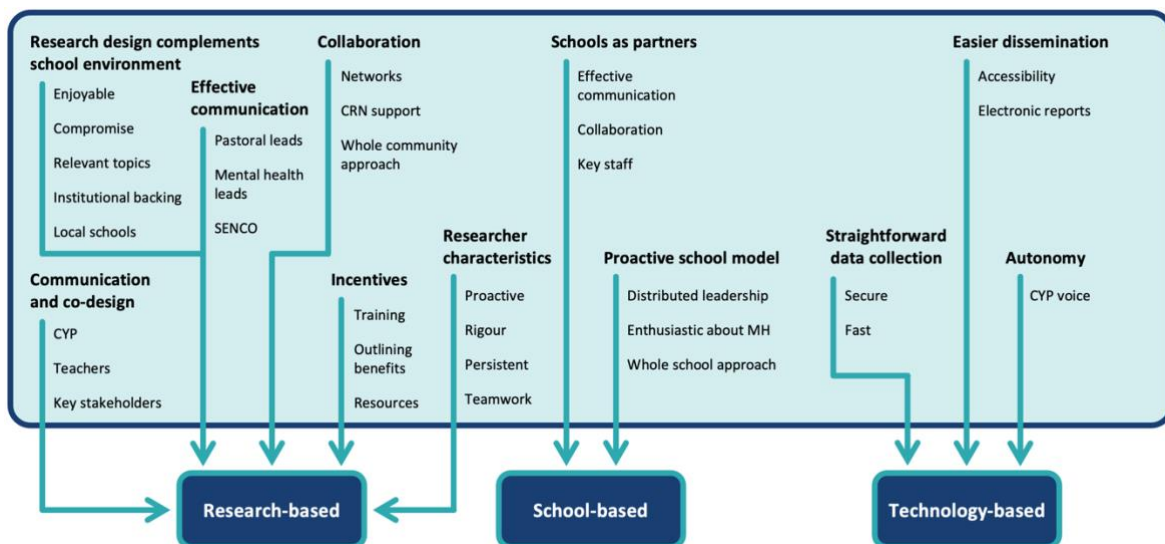 Research design complements
school environment
Enjoyable
Compromise
Relevant topics
Institutional backing
Local schools
Effective
communication
Pastoral leads
Mental health
leads
SENCO
Collaboration
Networks
CRN support
Whole community
approach
Schools as partners
Effective
communication
Collaboration
Key staff
Easier dissemination
Accessibility
Electronic reports
Communication
and co-design
CYP
Teachers
Key stakeholders
Incentives
Training
Outlining
benefits
Resources
Researcher
characteristics
Proactive
Rigour
Persistent
Teamwork
Proactive school model
Distributed leadership
Enthusiastic about MH
Whole school approach
Straightforward
data collection
Secure
Fast
Autonomy
CYP voice
Research-based
School-based
Technology-based